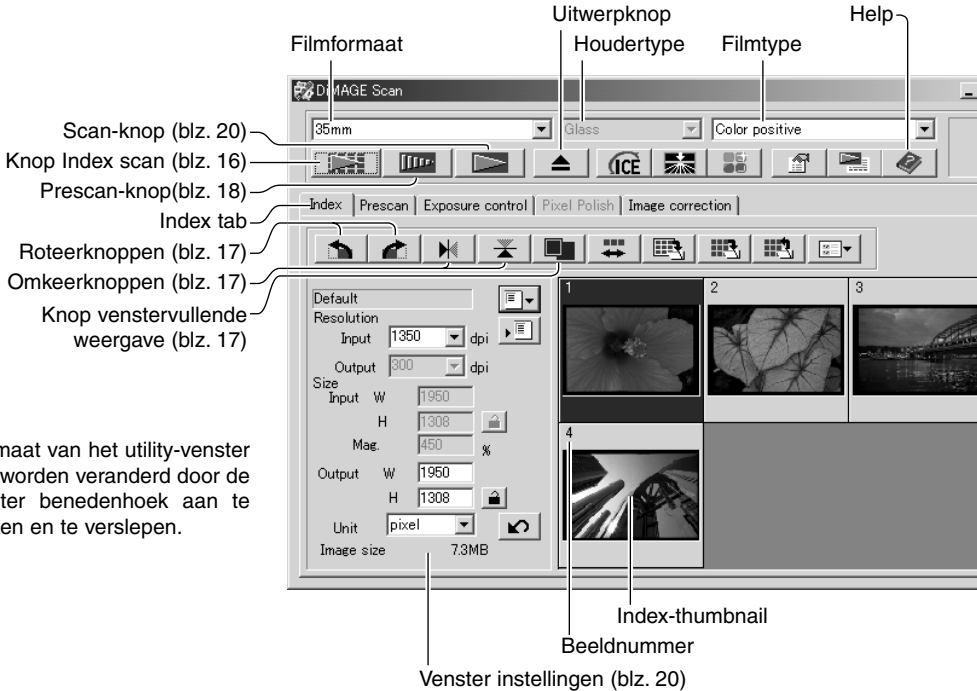 Uitwerpknop
Help
Filmformaat
Houdertype
Filmtype
DiMAGE Scan
35mm
Glass
Color positive
Scan-knop (blz. 20)
Knop Index scan (blz. 16)
Prescan-knop(blz. 18)
Index tab
Roteerknoppen (blz. 17)
Omkeerknoppen (blz. 17)
Knop venstervullende
weergave (blz. 17)
ICE
Index Prescan Exposure control Pixel Polish Image correction
Default
Resolution
Input 1350 dpi
Output 300 dpi
Size
Input W 1950
H 1308
Mag. 450 %
Output W 1950
H 1308
Unit pixel
Image size 7.3MB
1
2
3
4
maat van het utility-venster
worden veranderd door de
ter benedenhoek aan te
en en te verslepen.
Index-thumbnail
Beeldnummer
Venster instellingen (blz. 20)